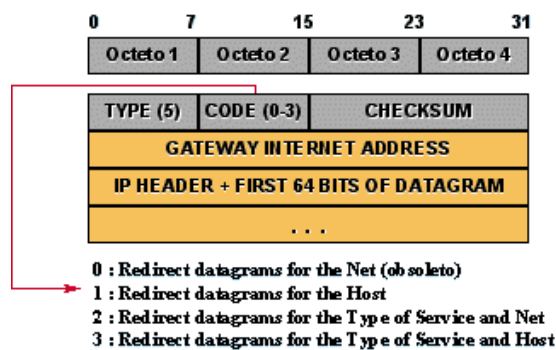 0 7 15 23 31
Octeto 1 Octeto 2 Octeto 3 Octeto 4
TYPE (5) CODE (0-3) CHECKSUM
GATEWAY INTERNET ADDRESS
IP HEADER + FIRST 64 BITS OF DATAGRAM
. . .
0 : Redirect datagrams for the Net (obsoleto)
1 : Redirect datagrams for the Host
2 : Redirect datagrams for the Type of Service and Net
3 : Redirect datagrams for the Type of Service and Host